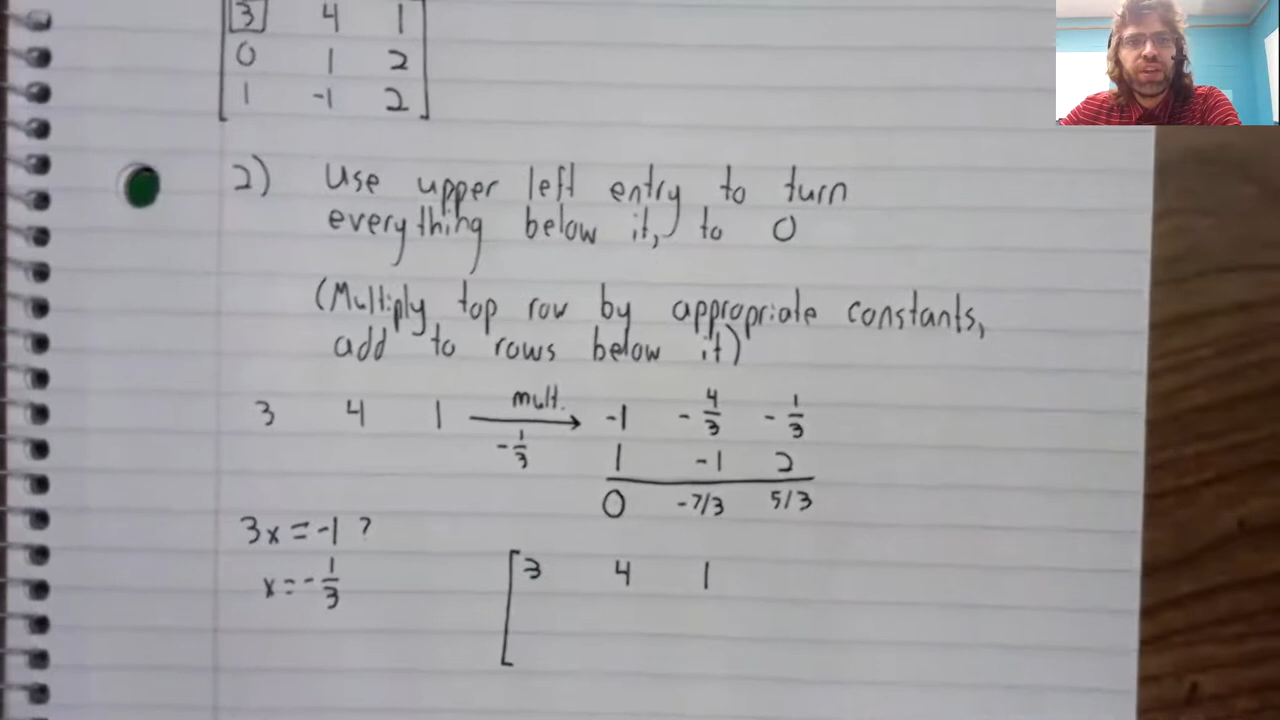 3 4 1
0 1 2
1 -1 2
2) Use upper left entry to turn
everything below it, to 0
(Multiply top row by appropriate constants,
add to rows below it)
3 4 1 mult. -1/3 → -1 -4/3 -1/3
1 -1 2
0 -7/3 5/3
3x = -1 ?
x = -1/3
[3 4 1